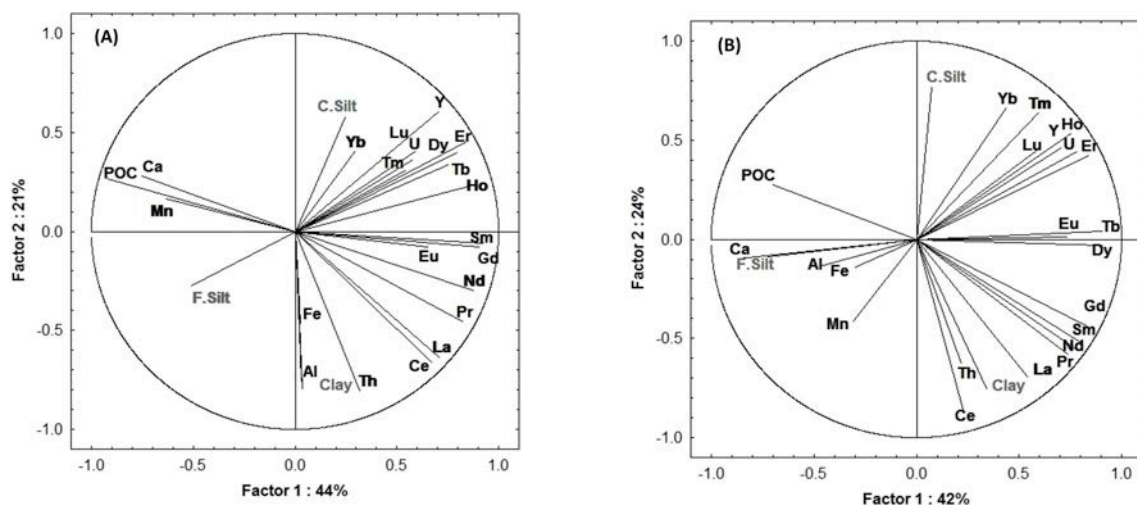 (A)
1.0
0.5
0.0
-0.5
-1.0
Factor 2 : 21%
C.Silt
Y
Yb
Lu
U
Dy
Er
Tm
Tb
Ho
POC
Ca
Mn
Sm
Eu
Gd
F.Silt
Nd
Fe
Pr
La
Ce
Al
Clay
Th
-1.0 -0.5 0.0 0.5 1.0
Factor 1 : 44%
(B)
1.0
0.5
0.0
-0.5
-1.0
Factor 2 : 24%
C.Silt
Yb
Tm
Y
Ho
Lu
U
Er
POC
Eu
Tb
Ca
Dy
F.Silt
Al
Fe
Mn
Gd
Sm
Nd
Pr
Th
Clay
La
Ce
-1.0 -0.5 0.0 0.5 1.0
Factor 1 : 42%